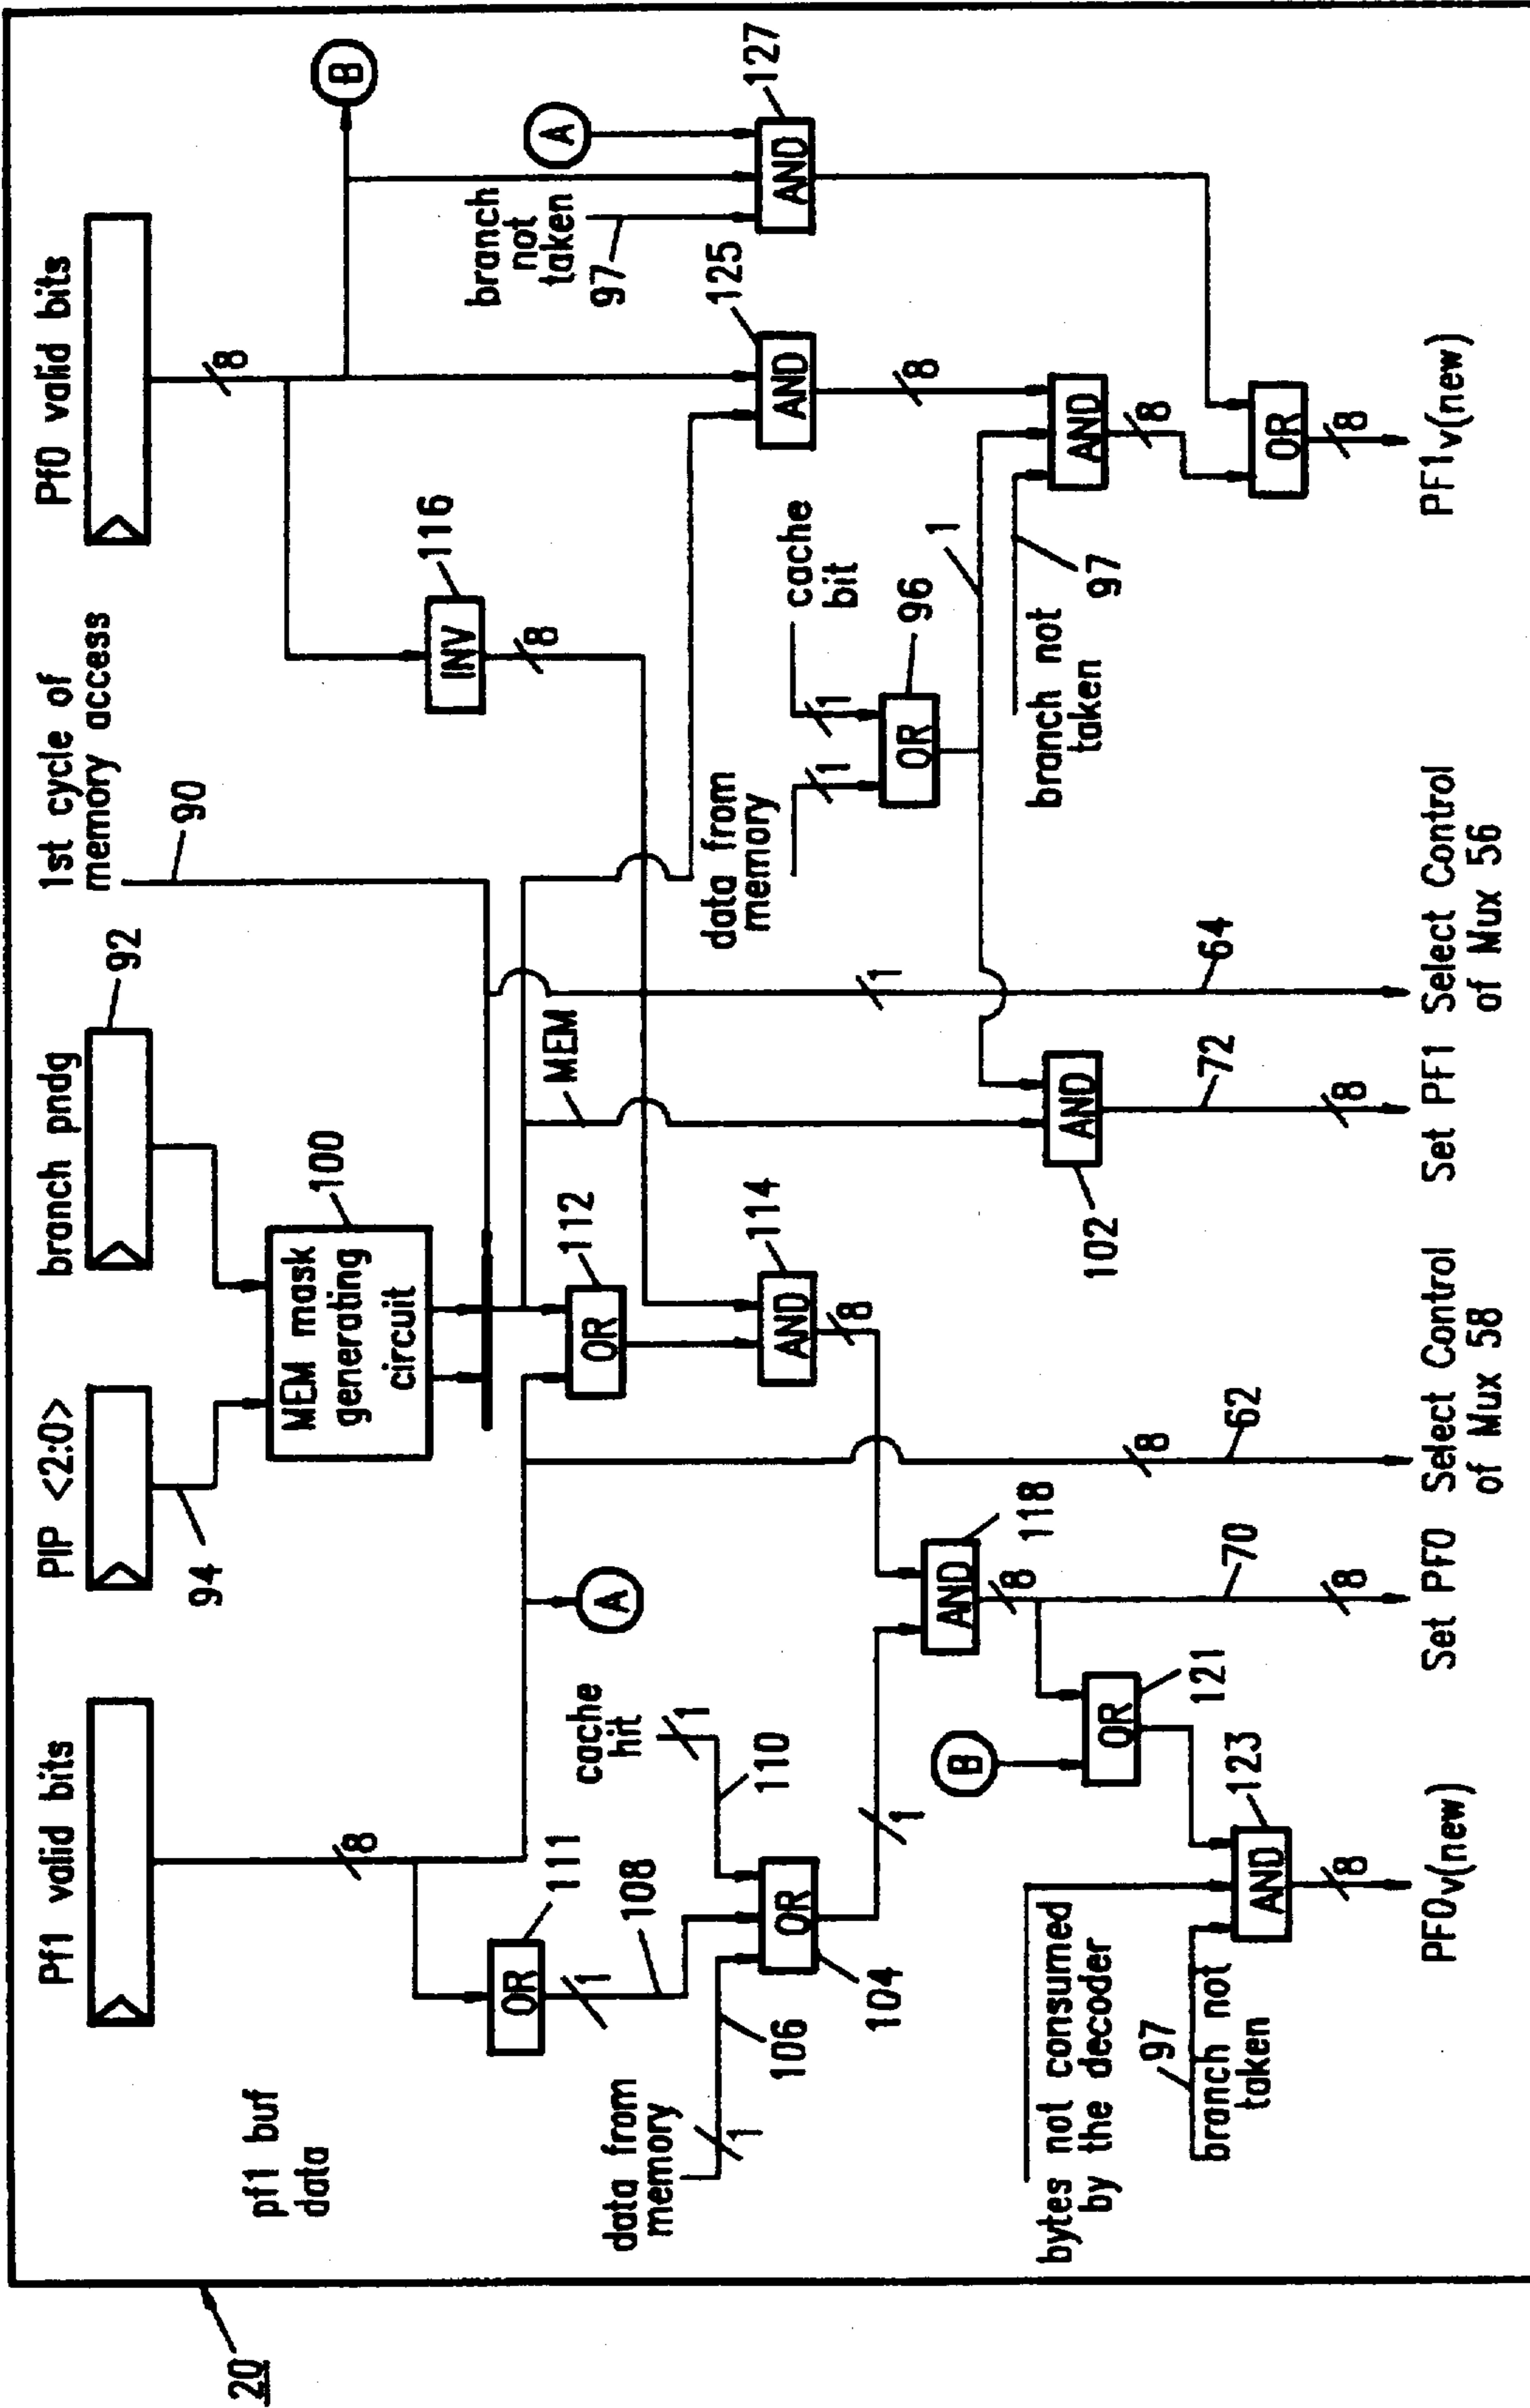 20
Pf1 valid bits
PIP <2:0>
branch pndg
1st cycle of
memory access
Pf0 valid bits
92
90
94
8
8
B
pf1 buf
data
MEM mask
generating
circuit
100
INV
116
8
A
branch
not
taken
97
127
AND
125
AND
8
OR
111
1
108
A
cache
hit
1
110
data from
memory
1
106
OR
104
1
OR
112
MEM
AND
114
8
data from
memory
1
cache
bit
1
OR
96
1
1
branch not
taken
97
AND
8
OR
8
PF1v(new)
bytes not consumed
by the decoder
97
branch not
taken
B
OR
121
AND
118
8
AND
123
8
PF0v(new)
70
8
Set PF0
62
8
Select Control
of Mux 58
AND
102
72
8
Set PF1
64
Select Control
of Mux 56